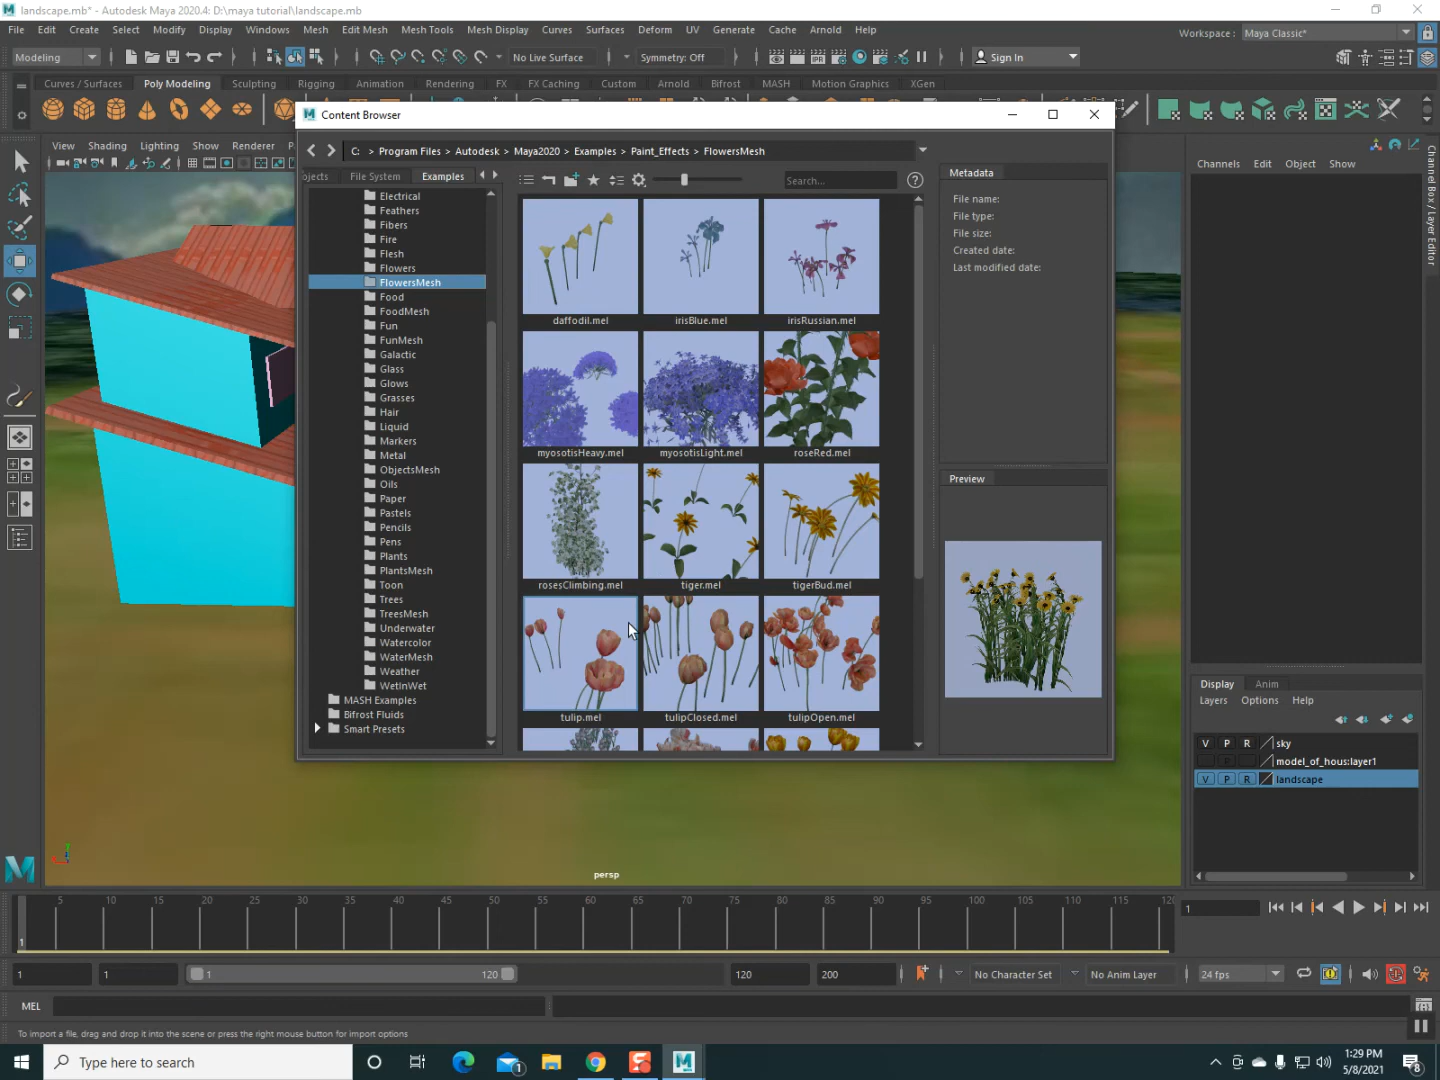 landscape.mb* - Autodesk Maya 2020.4: D:\maya tutorial\landscape.mb
File Edit Create Select Modify Display Windows Mesh Edit Mesh Mesh Tools Mesh Display Curves Surfaces Deform UV Generate Cache Arnold Help
Workspace : Maya Classic*
Modeling
No Live Surface
Symmetry: Off
Sign In
Curves / Surfaces Poly Modeling Sculpting Rigging Animation Rendering FX FX Caching Custom Arnold Bifrost MASH Motion Graphics XGen
View Shading Lighting Show Renderer
Content Browser
C: > Program Files > Autodesk > Maya2020 > Examples > Paint_Effects > FlowersMesh
bjects File System Examples
Search...
Electrical
Feathers
Fibers
Fire
Flesh
Flowers
FlowersMesh
Food
FoodMesh
Fun
FunMesh
Galactic
Glass
Glows
Grasses
Hair
Liquid
Markers
Metal
ObjectsMesh
Oils
Paper
Pastels
Pencils
Pens
Plants
PlantsMesh
Toon
Trees
TreesMesh
Underwater
Watercolor
WaterMesh
Weather
WetInWet
MASH Examples
Bifrost Fluids
Smart Presets
daffodil.mel irisBlue.mel irisRussian.mel
myosotisHeavy.mel myosotisLight.mel roseRed.mel
rosesClimbing.mel tiger.mel tigerBud.mel
tulip.mel tulipClosed.mel tulipOpen.mel
Metadata
File name:
File type:
File size:
Created date:
Last modified date:
Preview
Channels Edit Object Show
Channel Box / Layer Editor
Display Anim
Layers Options Help
V P R sky
model_of_hous:layer1
V P R landscape
persp
5 10 15 20 25 30 35 40 45 50 55 60 65 70 75 80 85 90 95 100 105 110 115 120
1
1
1 1 1 120 120 200
No Character Set
No Anim Layer
24 fps
MEL
To import a file, drag and drop it into the scene or press the right mouse button for import options
Type here to search
1
1:29 PM
5/8/2021
8